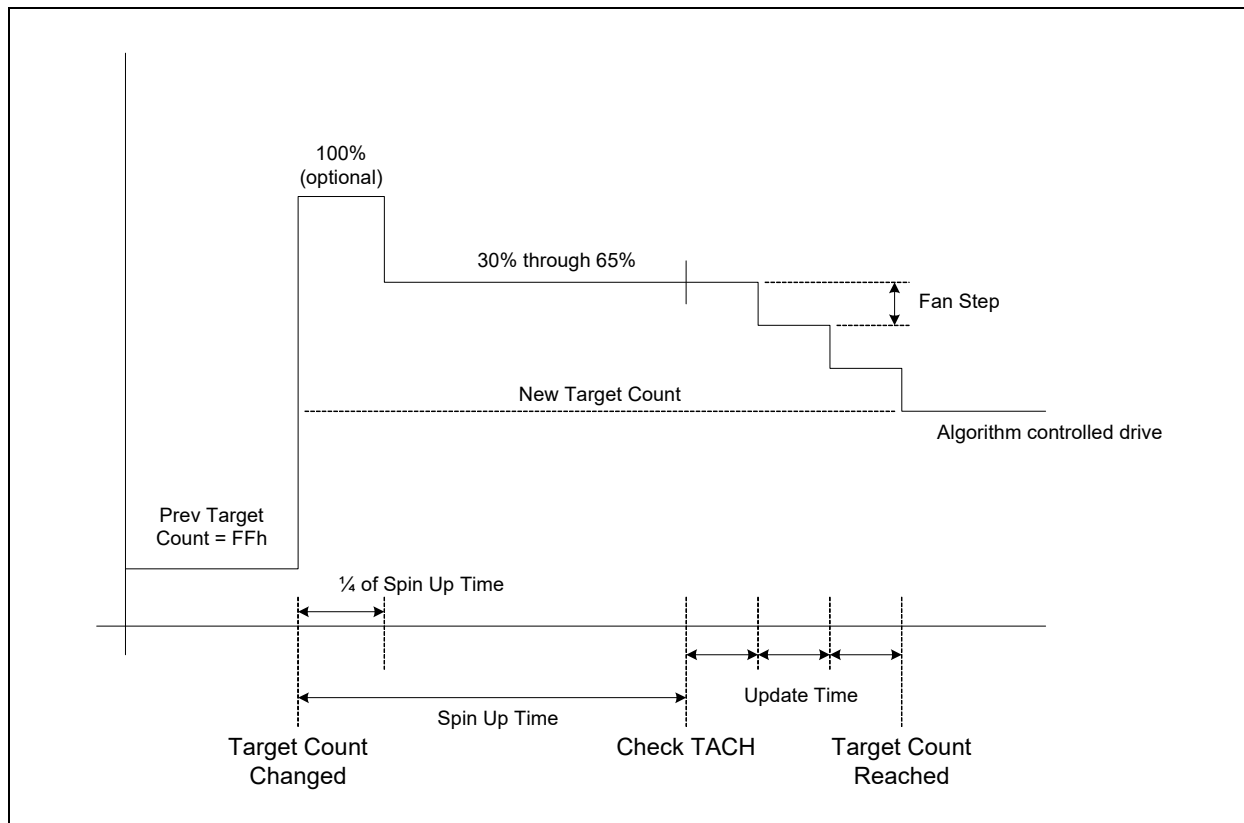 100%
(optional)
30% through 65%
Fan Step
New Target Count
Algorithm controlled drive
Prev Target
Count = FFh
¼ of Spin Up Time
Update Time
Spin Up Time
Target Count
Changed
Check TACH
Target Count
Reached